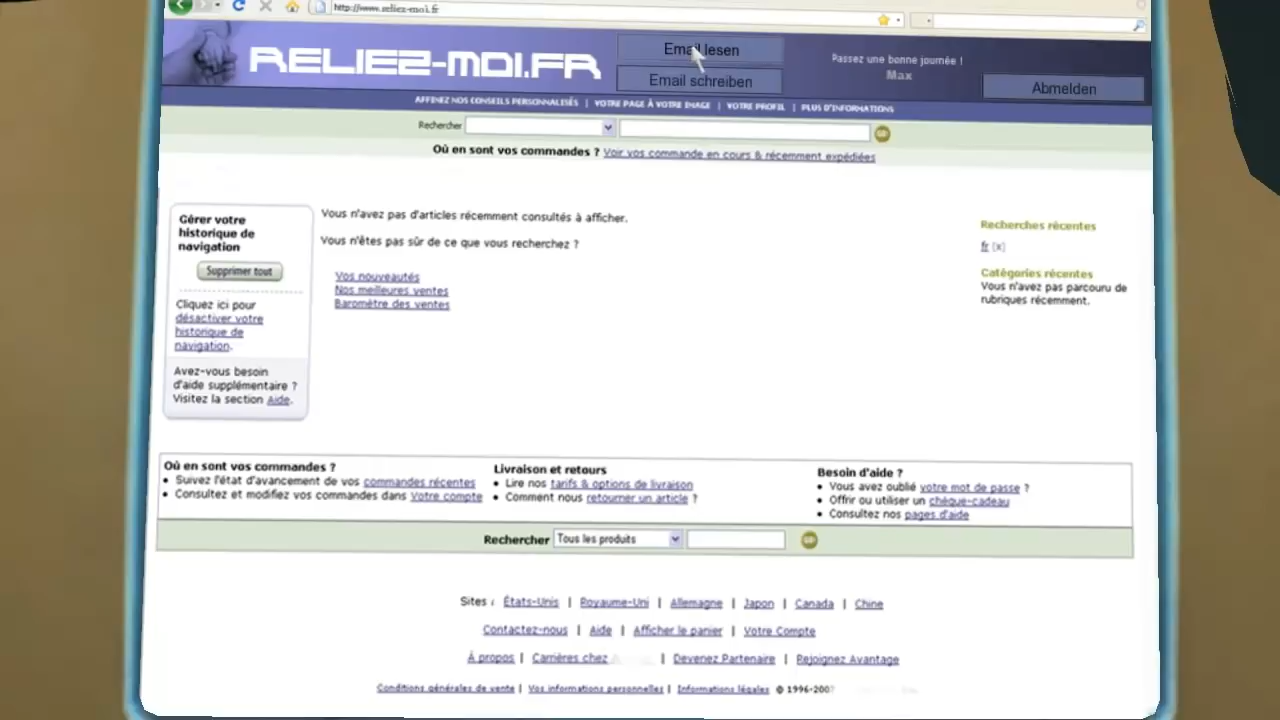 http://www.reliez-moi.fr
RELIEZ-MOI.FR
Email lesen
Email schreiben
Passez une bonne journée !
Max
Abmelden
AFFINEZ NOS CONSEILS PERSONNALISÉS | VOTRE PAGE À VOTRE IMAGE | VOTRE PROFIL | PLUS D'INFORMATIONS
Rechercher
Où en sont vos commandes ? Voir vos commande en cours & récemment expédiées
Gérer votre
historique de
navigation
Supprimer tout
Cliquez ici pour
désactiver votre
historique de
navigation.
Avez-vous besoin
d'aide supplémentaire ?
Visitez la section Aide.
Vous n'avez pas d'articles récemment consultés à afficher.
Vous n'êtes pas sûr de ce que vous recherchez ?
Vos nouveautés
Nos meilleures ventes
Baromètre des ventes
Recherches récentes
fr [x]
Catégories récentes
Vous n'avez pas parcouru de
rubriques récemment.
Où en sont vos commandes ?
• Suivez l'état d'avancement de vos commandes récentes
• Consultez et modifiez vos commandes dans Votre compte
Livraison et retours
• Lire nos tarifs & options de livraison
• Comment nous retourner un article ?
Besoin d'aide ?
• Vous avez oublié votre mot de passe ?
• Offrir ou utiliser un chèque-cadeau
• Consultez nos pages d'aide
Rechercher Tous les produits
Sites : États-Unis | Royaume-Uni | Allemagne | Japon | Canada | Chine
Contactez-nous | Aide | Afficher le panier | Votre Compte
À propos | Carrières chez | Devenez Partenaire | Rejoignez Avantage
Conditions générales de vente | Vos informations personnelles | Informations légales © 1996-2007